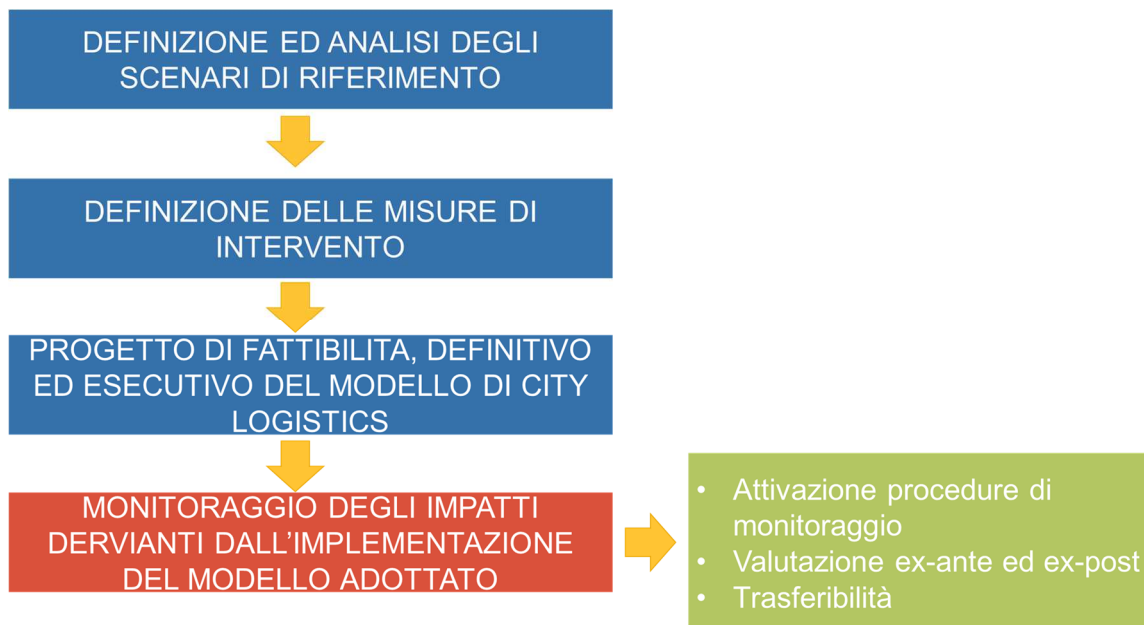 DEFINIZIONE ED ANALISI DEGLI
SCENARI DI RIFERIMENTO
DEFINIZIONE DELLE MISURE DI
INTERVENTO
PROGETTO DI FATTIBILITA, DEFINITIVO
ED ESECUTIVO DEL MODELLO DI CITY
LOGISTICS
MONITORAGGIO DEGLI IMPATTI
DERVIANTI DALL’IMPLEMENTAZIONE
DEL MODELLO ADOTTATO
• Attivazione procedure di
monitoraggio
• Valutazione ex-ante ed ex-post
• Trasferibilità